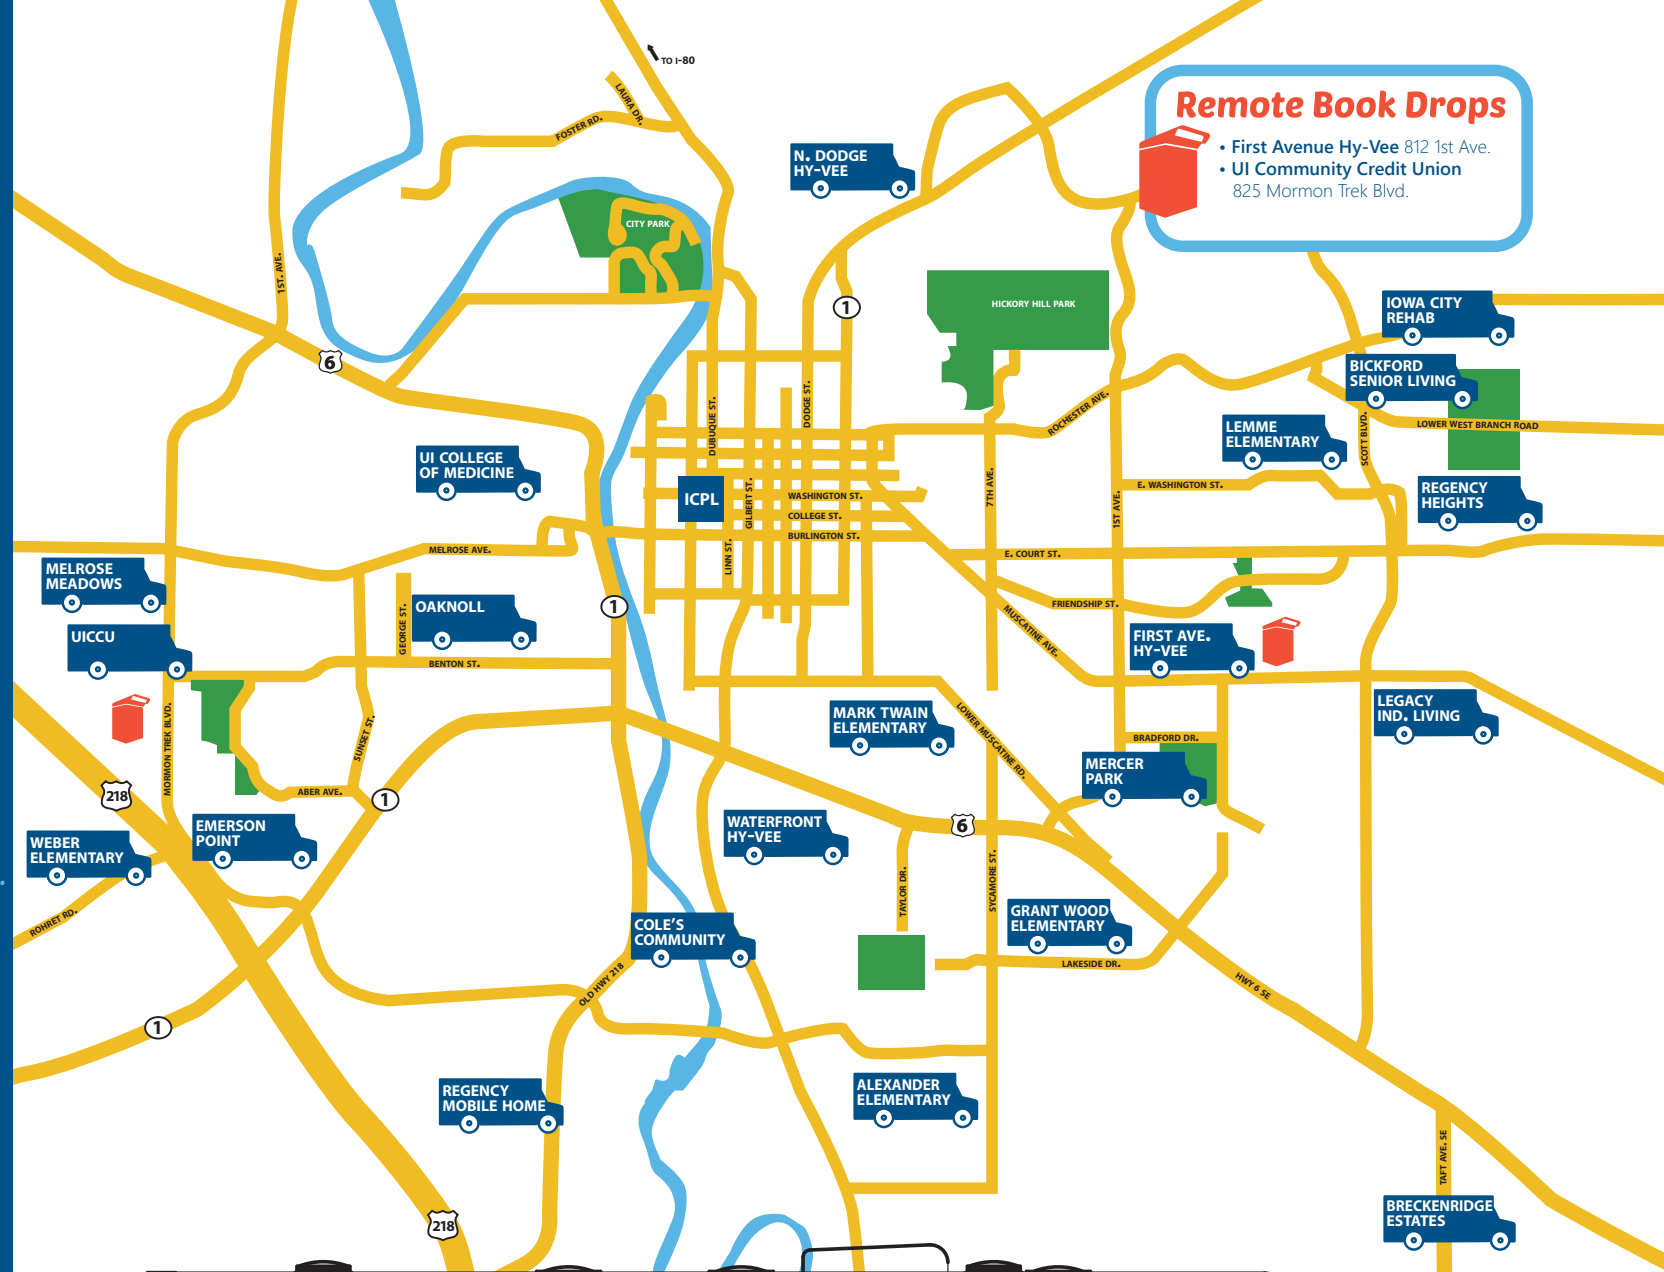 TO I-80
LAURA DR.
FOSTER RD.
Remote Book Drops
• First Avenue Hy-Vee 812 1st Ave.
• UI Community Credit Union
825 Mormon Trek Blvd.
N. DODGE
HY-VEE
CITY PARK
1ST. AVE.
HICKORY HILL PARK
1
IOWA CITY
REHAB
6
BICKFORD
SENIOR LIVING
DUBUQUE ST.
DODGE ST.
ROCHESTER AVE.
LOWER WEST BRANCH ROAD
SCOTT BLVD.
LEMME
ELEMENTARY
UI COLLEGE
OF MEDICINE
ICPL
GILBERT ST.
WASHINGTON ST.
COLLEGE ST.
BURLINGTON ST.
LINN ST.
7TH AVE.
1ST AVE.
E. WASHINGTON ST.
REGENCY
HEIGHTS
MELROSE AVE.
E. COURT ST.
MELROSE
MEADOWS
GEORGE ST.
OAKNOLL
1
FRIENDSHIP ST.
MUSCATINE AVE.
UICCU
BENTON ST.
FIRST AVE.
HY-VEE
MORMON TREK BLVD.
SUNSET ST.
MARK TWAIN
ELEMENTARY
LOWER MUSCATINE RD.
LEGACY
IND. LIVING
BRADFORD DR.
MERCER
PARK
218
ABER AVE.
1
WEBER
ELEMENTARY
EMERSON
POINT
WATERFRONT
HY-VEE
6
TAYLOR DR.
SYCAMORE ST.
ROHRET RD.
COLE'S
COMMUNITY
GRANT WOOD
ELEMENTARY
LAKESIDE DR.
OLD HWY 218
HWY 6 SE
1
REGENCY
MOBILE HOME
ALEXANDER
ELEMENTARY
TAFT AVE. SE
218
BRECKENRIDGE
ESTATES